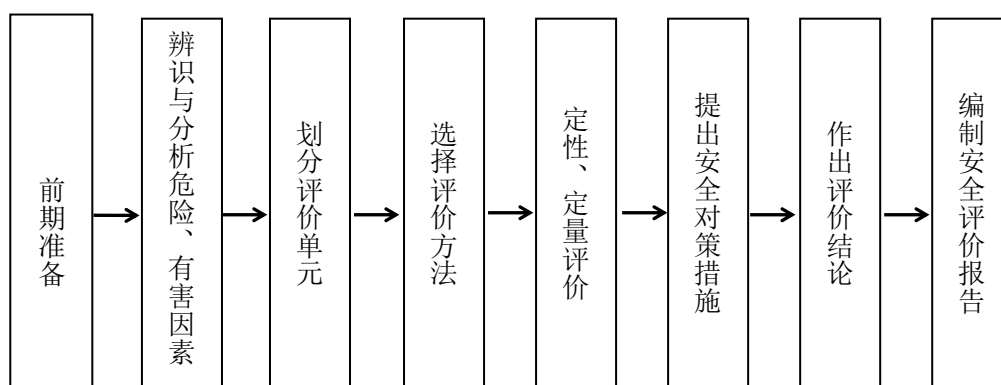 前期准备
辨识与分析危险、有害因素
划分评价单元
选择评价方法
定性、定量评价
提出安全对策措施
作出评价结论
编制安全评价报告